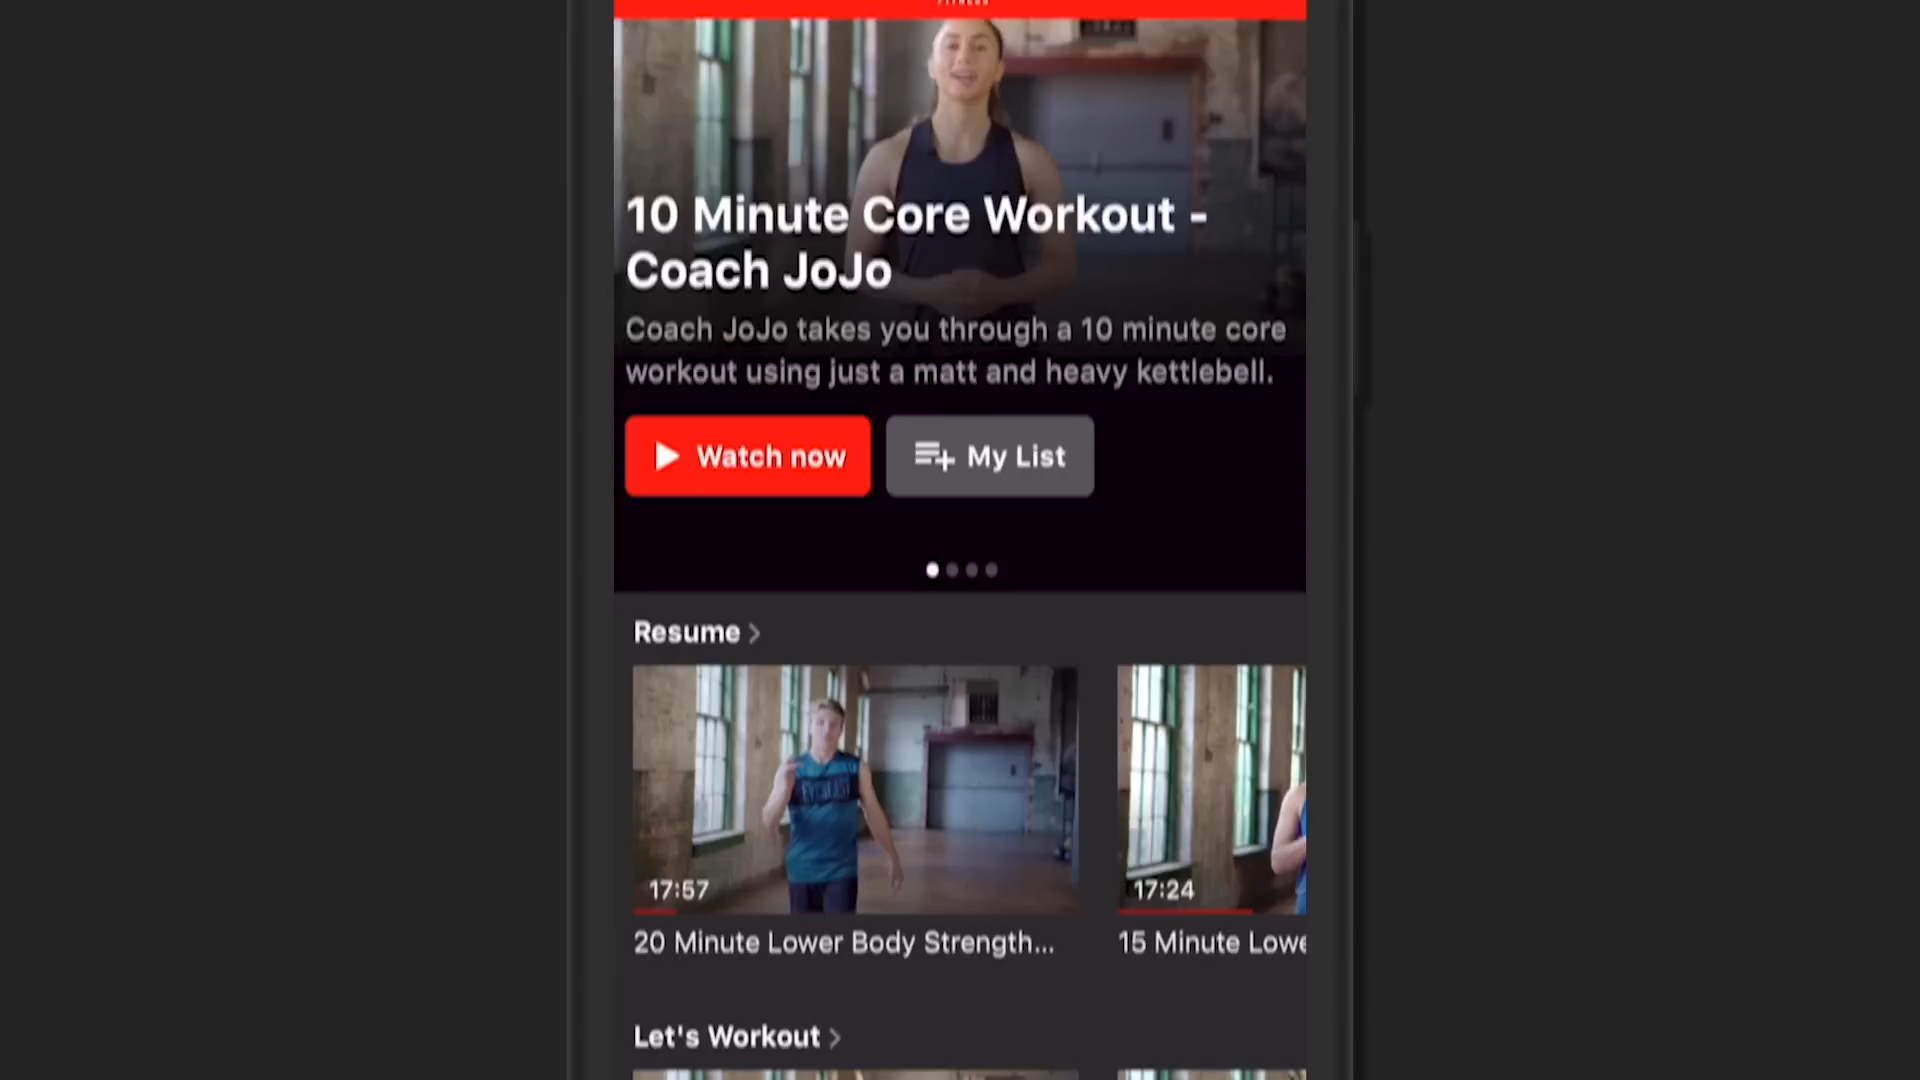 FITNESS
10 Minute Core Workout -
Coach JoJo
Coach JoJo takes you through a 10 minute core
workout using just a matt and heavy kettlebell.
Watch now
My List
Resume
EVERLAST
17:57
17:24
20 Minute Lower Body Strength...
15 Minute Lowe
Let's Workout